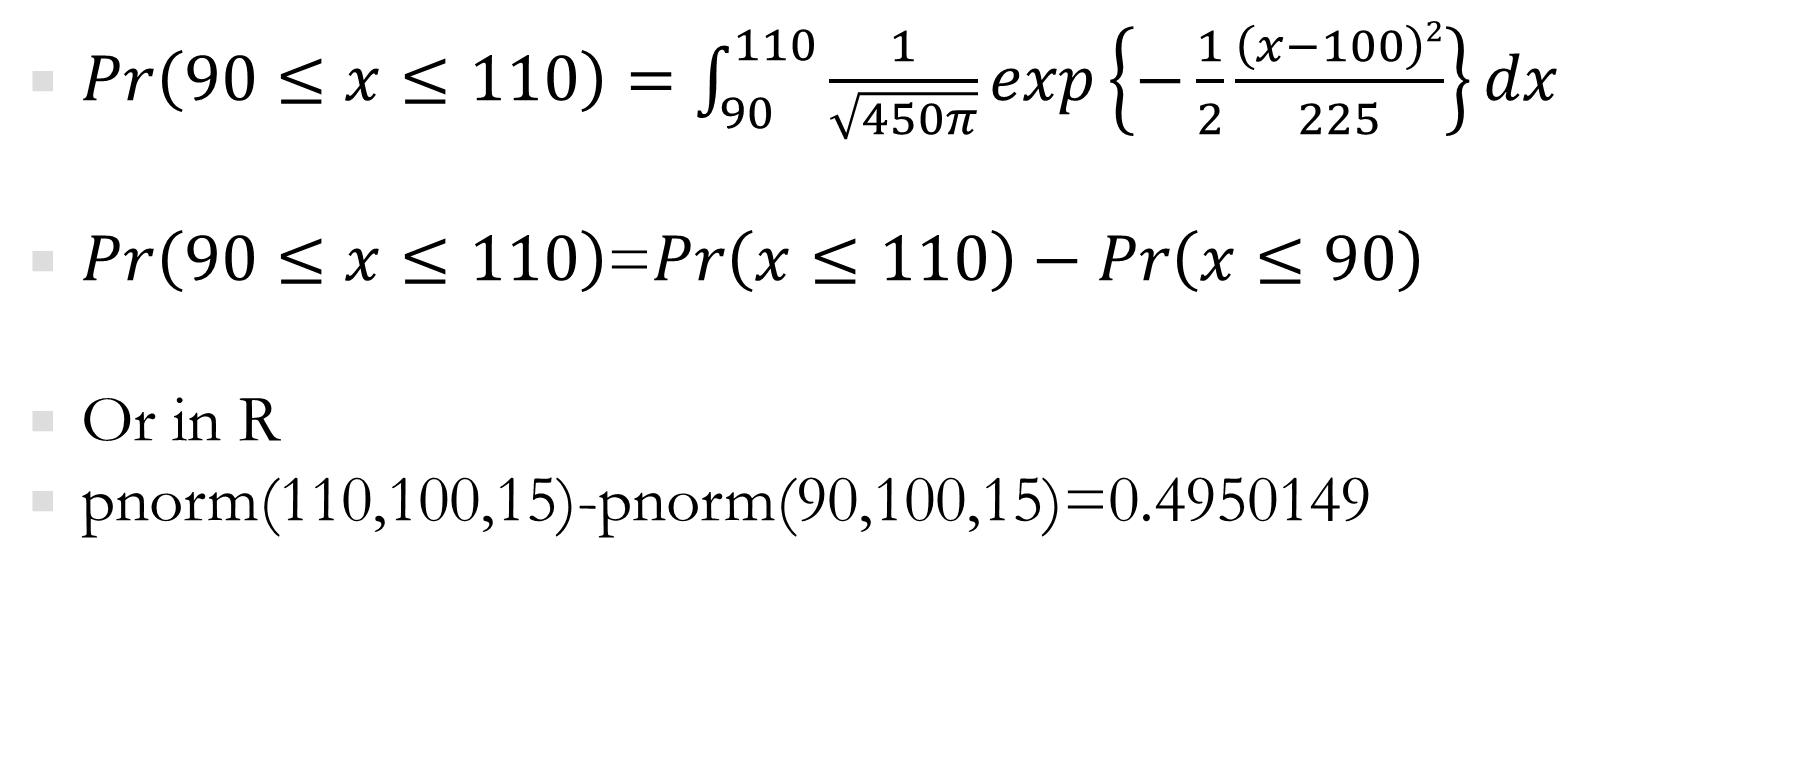 ▪ Pr(90 ≤ x ≤ 110) = ∫₉₀¹¹⁰ 1/√(450π) exp{−1/2 (x−100)²/225} dx
▪ Pr(90 ≤ x ≤ 110)=Pr(x ≤ 110) − Pr(x ≤ 90)
▪ Or in R
▪ pnorm(110,100,15)-pnorm(90,100,15)=0.4950149